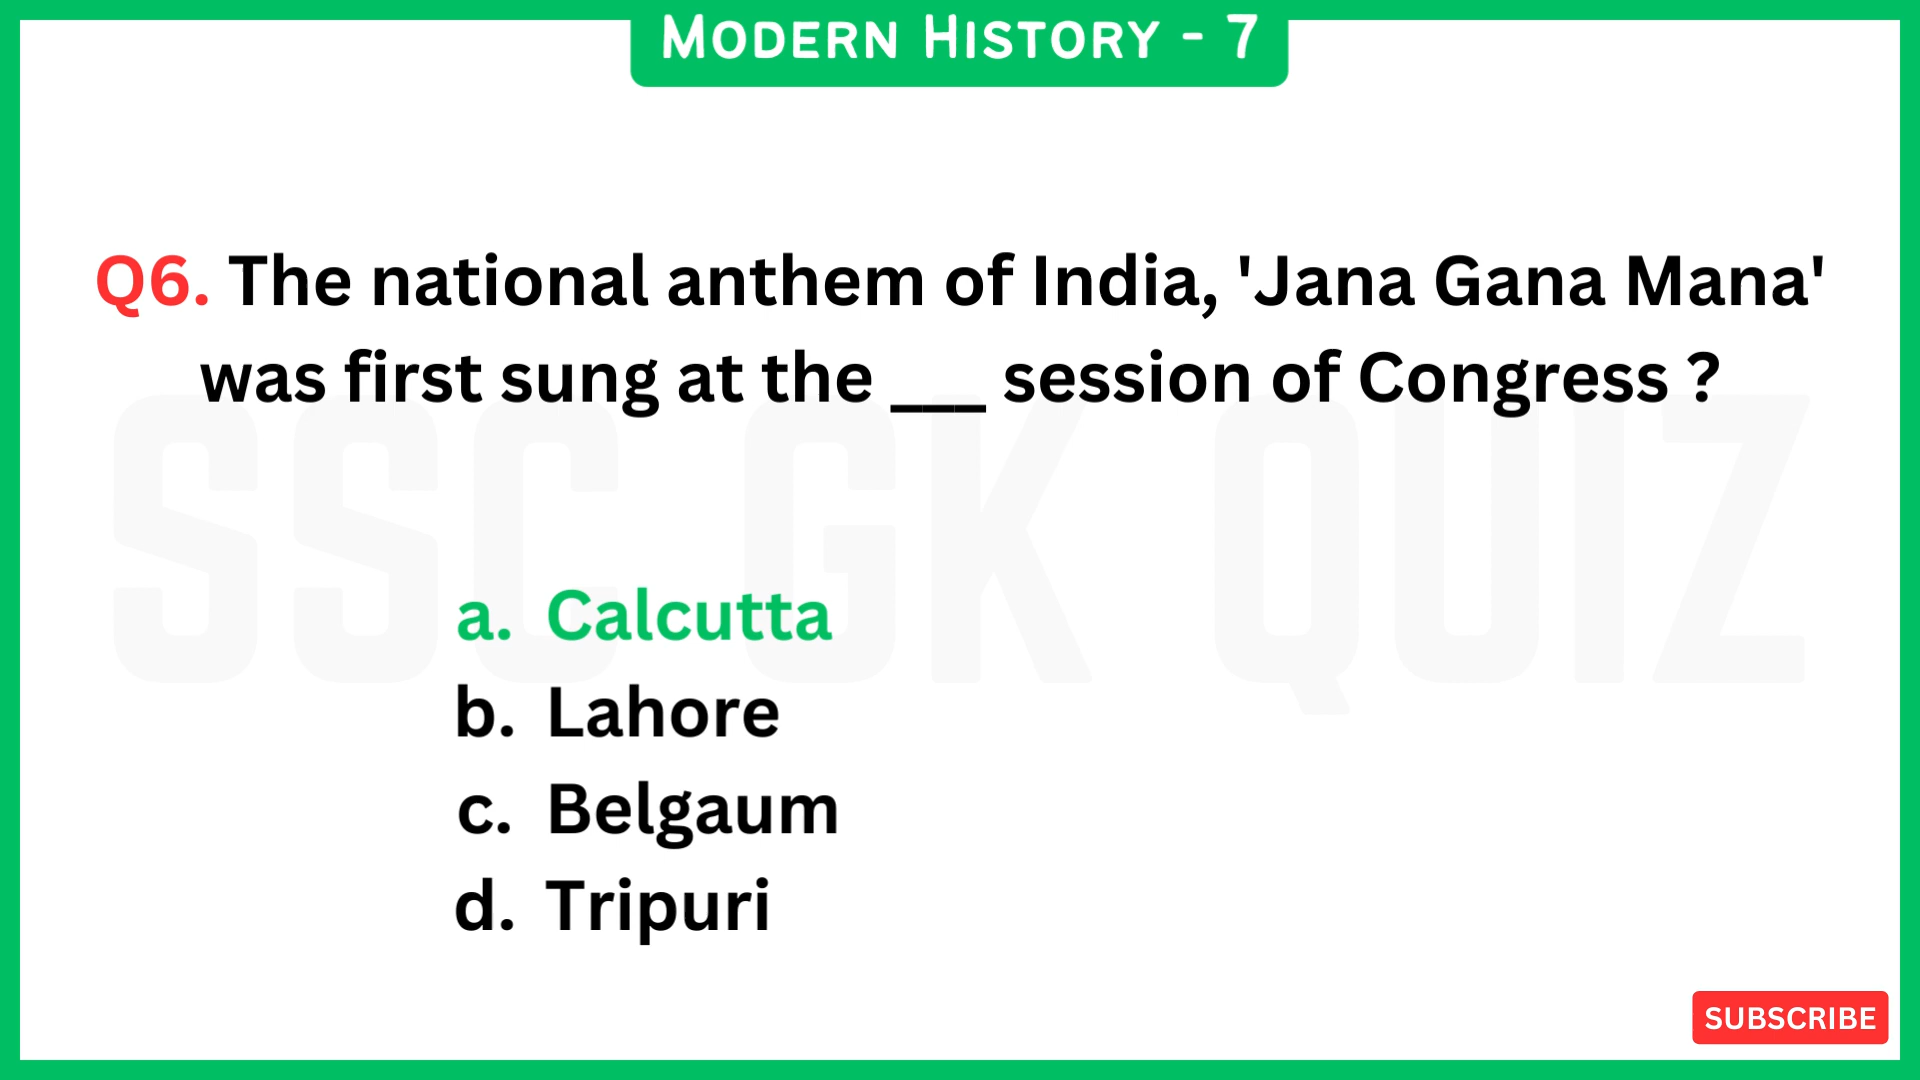 MODERN HISTORY - 7
Q6. The national anthem of India, 'Jana Gana Mana'
was first sung at the ___ session of Congress ?
SSC GK QUIZ
a. Calcutta
b. Lahore
c. Belgaum
d. Tripuri
SUBSCRIBE